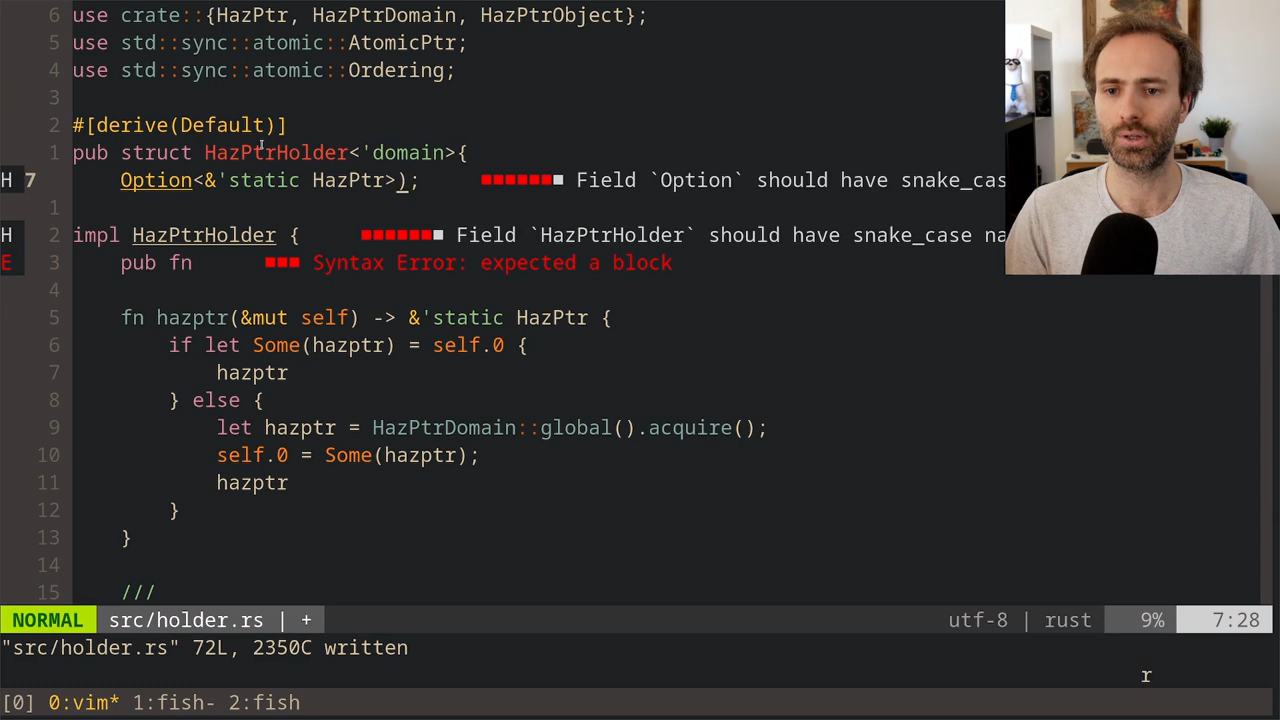 6 use crate::{HazPtr, HazPtrDomain, HazPtrObject};
5 use std::sync::atomic::AtomicPtr;
4 use std::sync::atomic::Ordering;
3
2 #[derive(Default)]
1 pub struct HazPtrHolder<'domain>{
H 7 Option<&'static HazPtr>); ■■■■■■■ Field `Option` should have snake_cas
1
H 2 impl HazPtrHolder { ■■■■■■■ Field `HazPtrHolder` should have snake_case na
E 3 pub fn ■■■ Syntax Error: expected a block
4
5 fn hazptr(&mut self) -> &'static HazPtr {
6 if let Some(hazptr) = self.0 {
7 hazptr
8 } else {
9 let hazptr = HazPtrDomain::global().acquire();
10 self.0 = Some(hazptr);
11 hazptr
12 }
13 }
14
15 ///
NORMAL src/holder.rs | + utf-8 | rust 9% 7:28
"src/holder.rs" 72L, 2350C written
r
[0] 0:vim* 1:fish- 2:fish